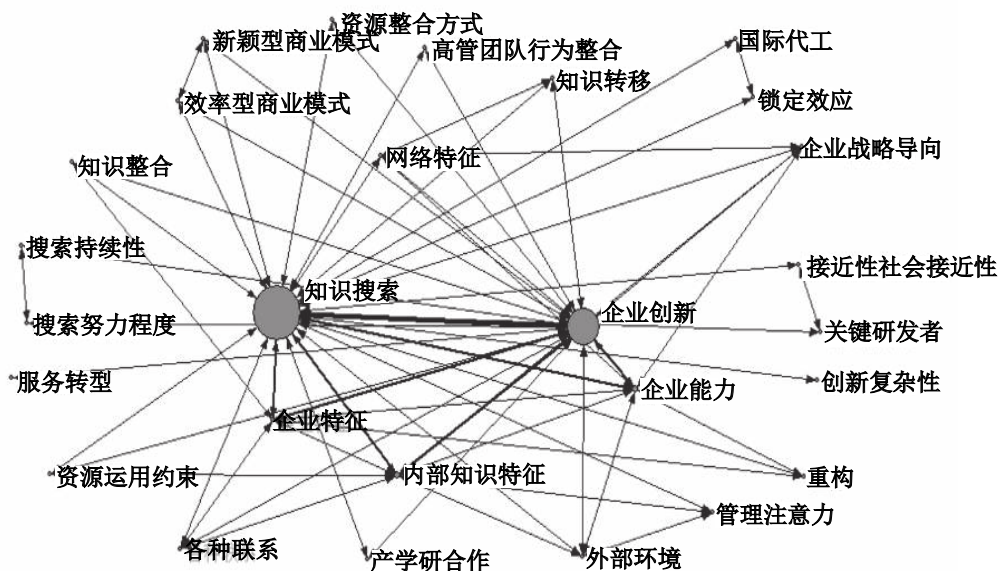 资源整合方式
新颖型商业模式
高管团队行为整合
国际代工
知识转移
效率型商业模式
锁定效应
网络特征
企业战略导向
知识整合
搜索持续性
接近性社会接近性
知识搜索
企业创新
搜索努力程度
关键研发者
服务转型
企业能力
创新复杂性
企业特征
资源运用约束
内部知识特征
重构
管理注意力
各种联系
产学研合作
外部环境